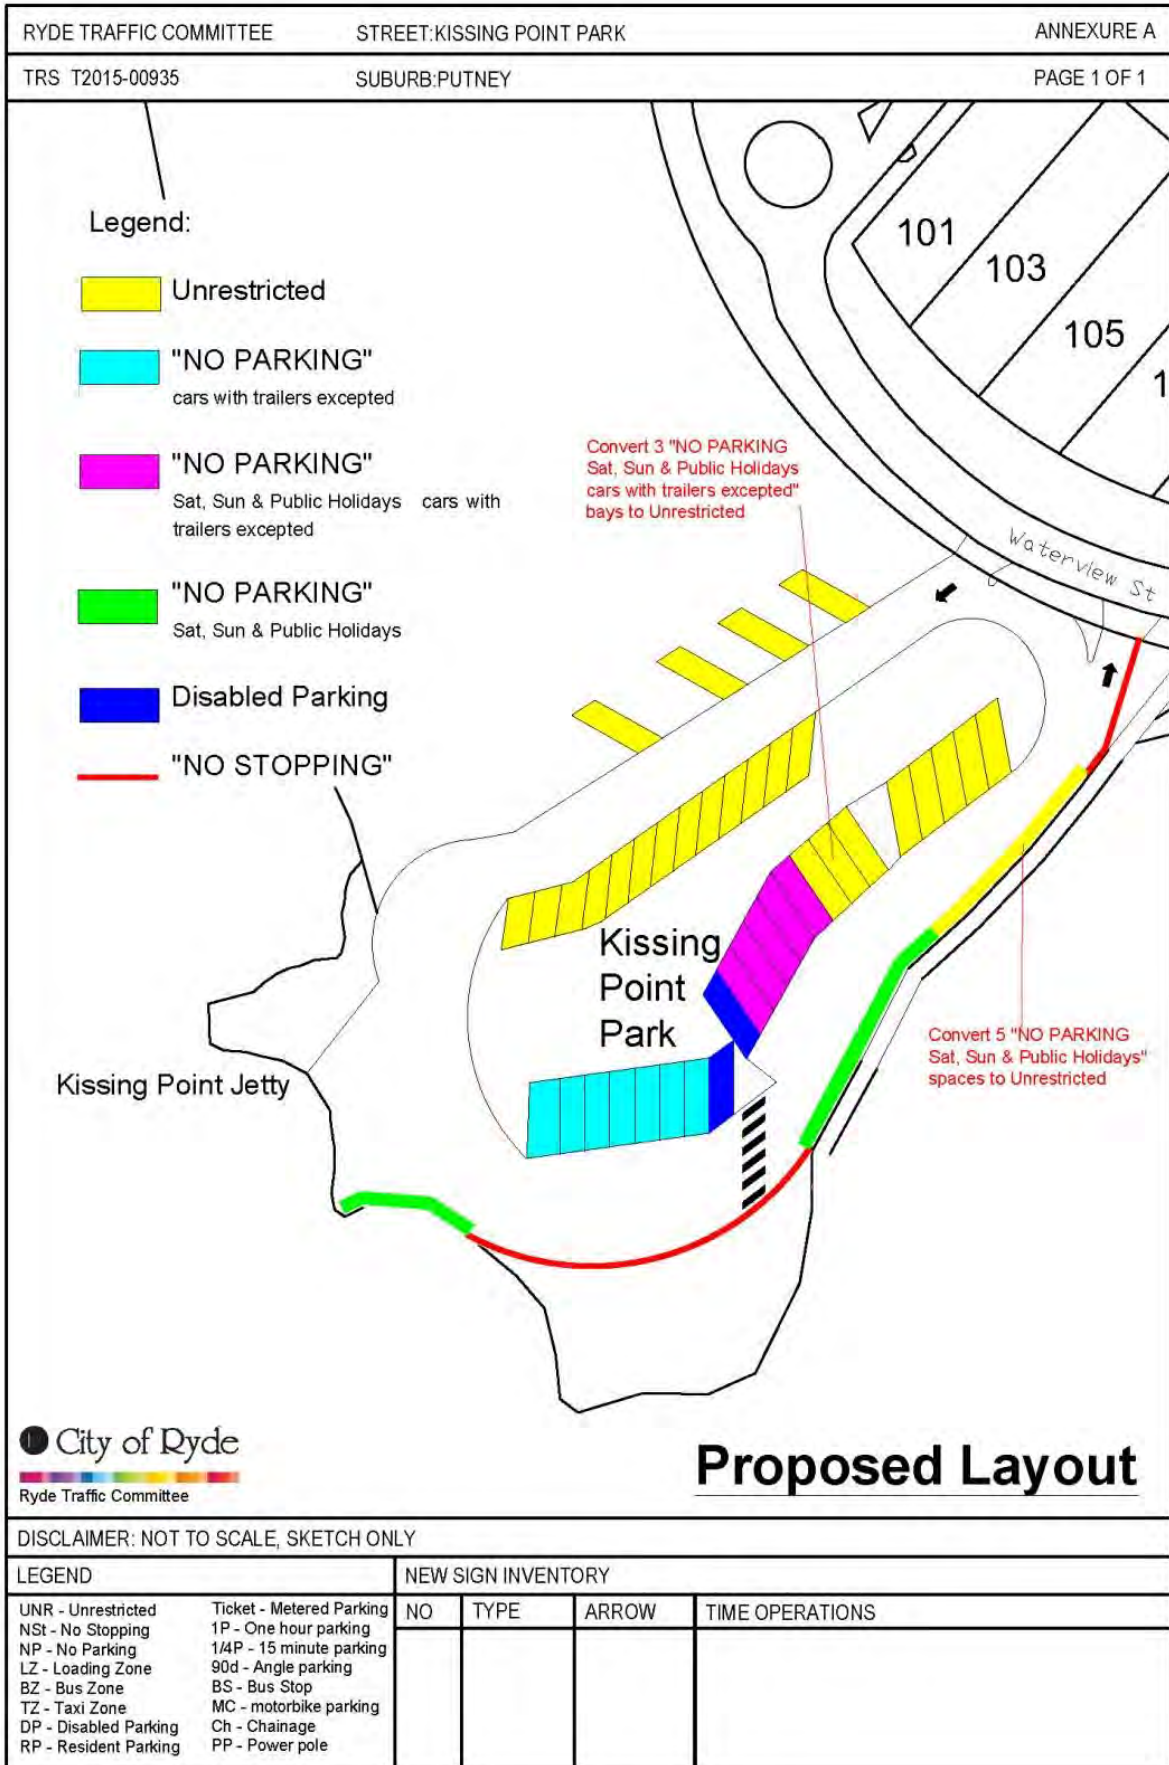 RYDE TRAFFIC COMMITTEE STREET:KISSING POINT PARK ANNEXURE A
TRS T2015-00935 SUBURB:PUTNEY PAGE 1 OF 1
Legend:
Unrestricted
"NO PARKING"
cars with trailers excepted
"NO PARKING"
Sat, Sun & Public Holidays cars with
trailers excepted
"NO PARKING"
Sat, Sun & Public Holidays
Disabled Parking
"NO STOPPING"
101
103
105
1
Convert 3 "NO PARKING
Sat, Sun & Public Holidays
cars with trailers excepted"
bays to Unrestricted
Waterview St
Kissing
Point
Park
Convert 5 "NO PARKING
Sat, Sun & Public Holidays"
spaces to Unrestricted
Kissing Point Jetty
City of Ryde
Ryde Traffic Committee
Proposed Layout
DISCLAIMER: NOT TO SCALE, SKETCH ONLY
LEGEND
UNR - Unrestricted Ticket - Metered Parking
NSt - No Stopping 1P - One hour parking
NP - No Parking 1/4P - 15 minute parking
LZ - Loading Zone 90d - Angle parking
BZ - Bus Zone BS - Bus Stop
TZ - Taxi Zone MC - motorbike parking
DP - Disabled Parking Ch - Chainage
RP - Resident Parking PP - Power pole
NEW SIGN INVENTORY
NO TYPE ARROW TIME OPERATIONS